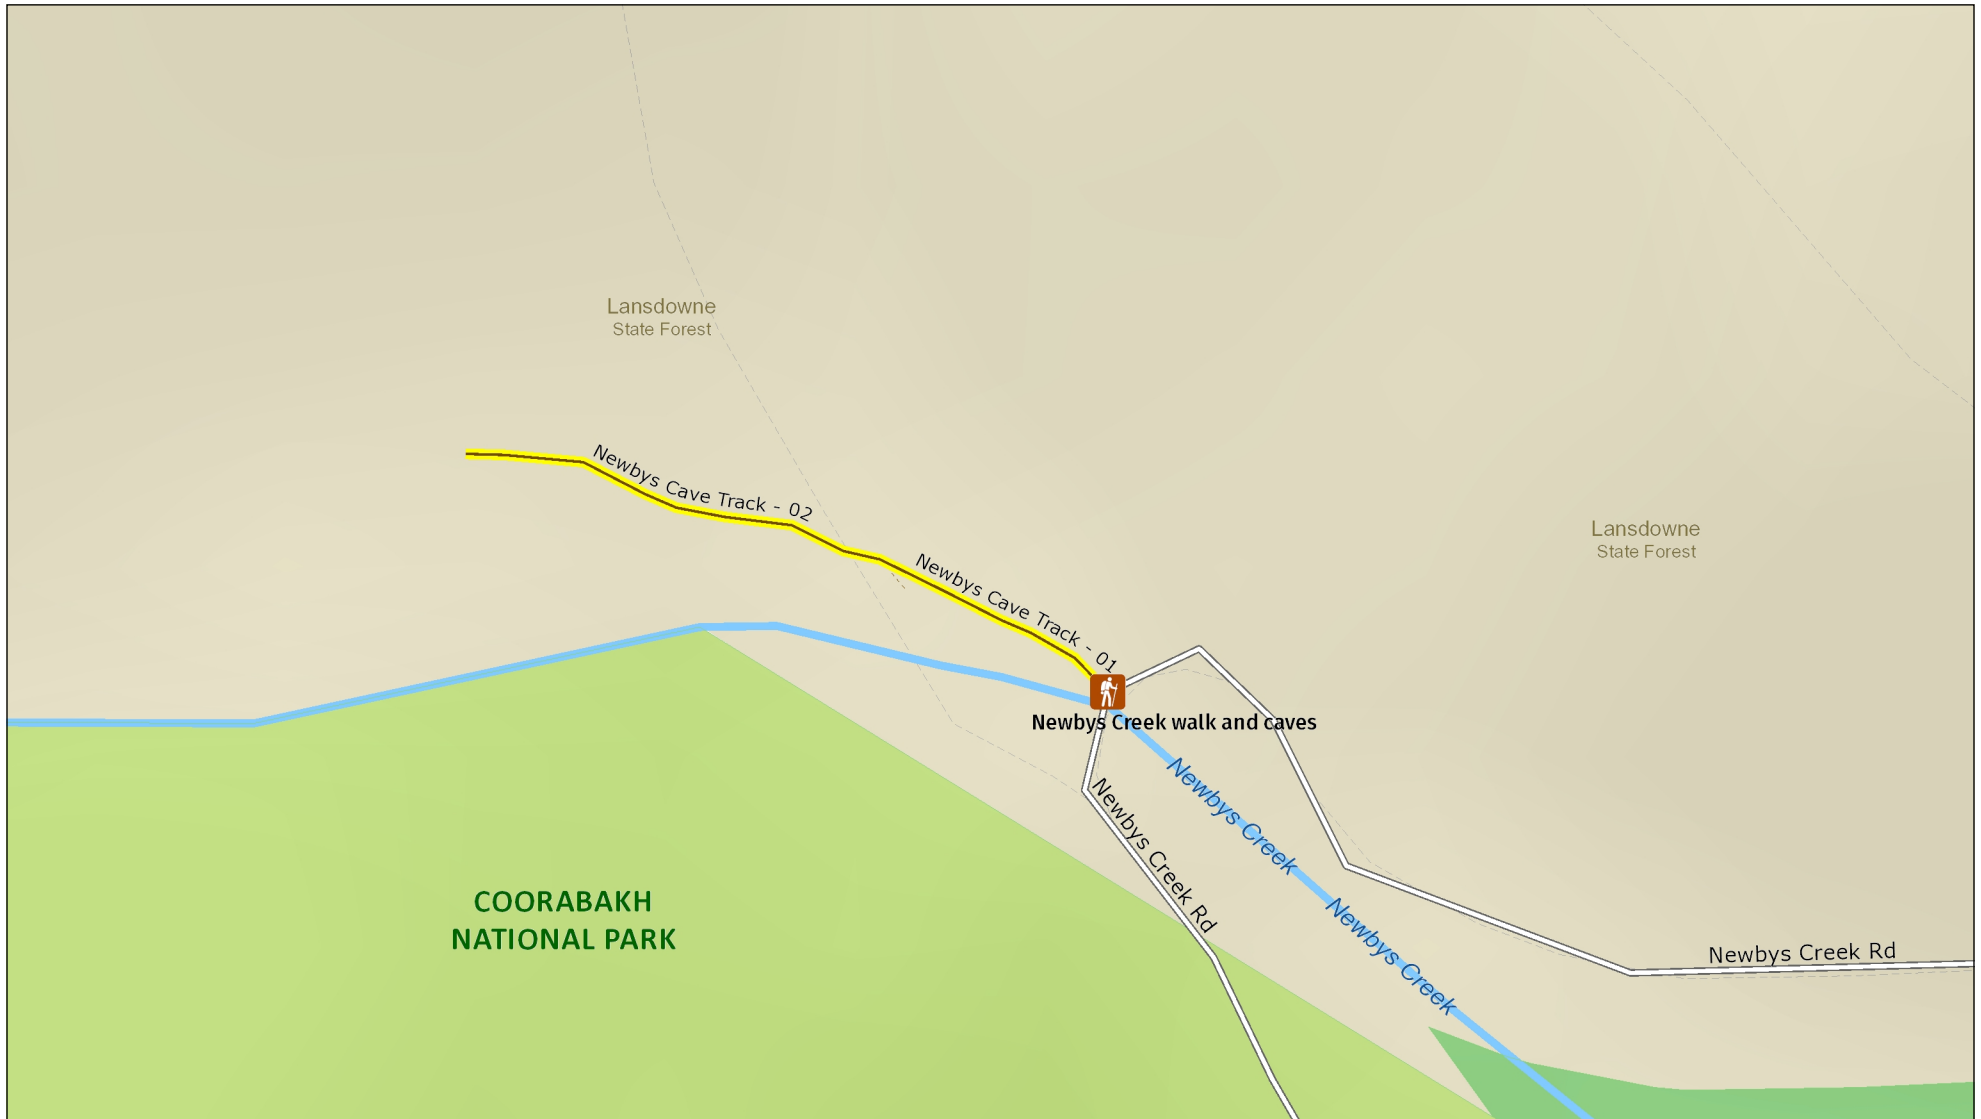 Lansdowne
State Forest
Newbys Cave Track - 02
Newbys Cave Track - 01
Lansdowne
State Forest
Newbys Creek walk and caves
Newbys Creek
Newbys Creek Rd
Newbys Creek
COORABAKH
NATIONAL PARK
Newbys Creek Rd